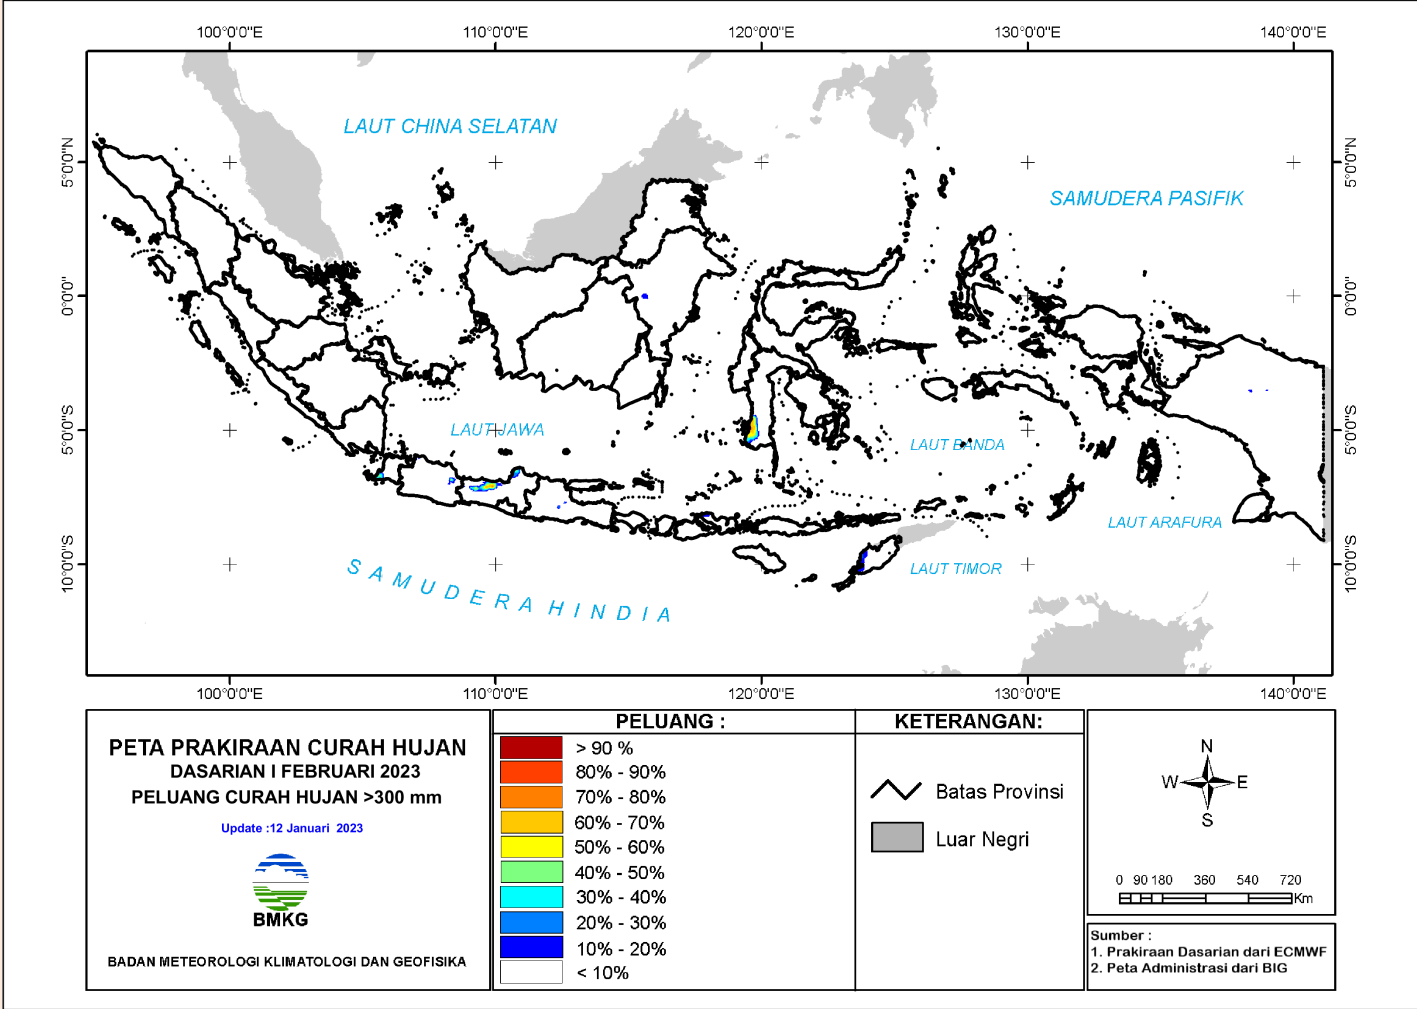 100°0'0"E 110°0'0"E 120°0'0"E 130°0'0"E 140°0'0"E
LAUT CHINA SELATAN
5°0'0"N 5°0'0"N
SAMUDERA PASIFIK
0°0'0" 0°0'0"
5°0'0"S 5°0'0"S
LAUT JAWA
LAUT BANDA
LAUT ARAFURA
10°0'0"S 10°0'0"S
LAUT TIMOR
SAMUDERA HINDIA
100°0'0"E 110°0'0"E 120°0'0"E 130°0'0"E 140°0'0"E
PETA PRAKIRAAN CURAH HUJAN
DASARIAN I FEBRUARI 2023
PELUANG CURAH HUJAN >300 mm
Update :12 Januari 2023
BMKG
BADAN METEOROLOGI KLIMATOLOGI DAN GEOFISIKA
PELUANG :
> 90 %
80% - 90%
70% - 80%
60% - 70%
50% - 60%
40% - 50%
30% - 40%
20% - 30%
10% - 20%
< 10%
KETERANGAN:
Batas Provinsi
Luar Negri
N
W E
S
0 90 180 360 540 720
Km
Sumber :
1. Prakiraan Dasarian dari ECMWF
2. Peta Administrasi dari BIG